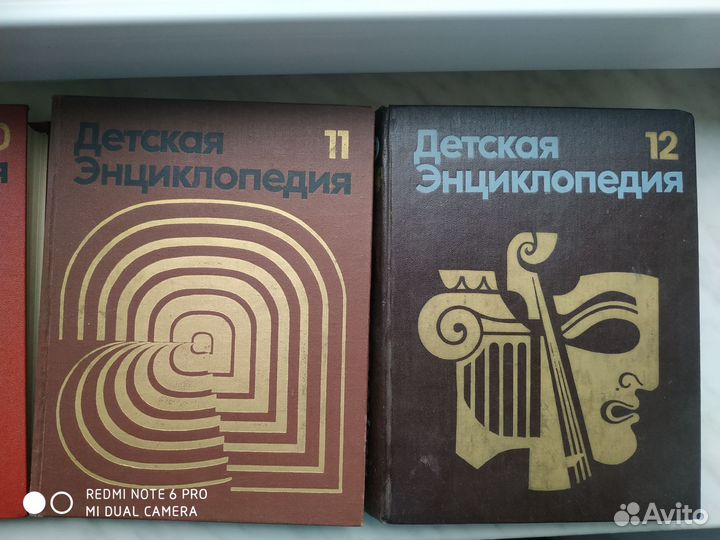 Детская 11
Энциклопедия
Детская 12
Энциклопедия
REDMI NOTE 6 PRO
MI DUAL CAMERA
Avito